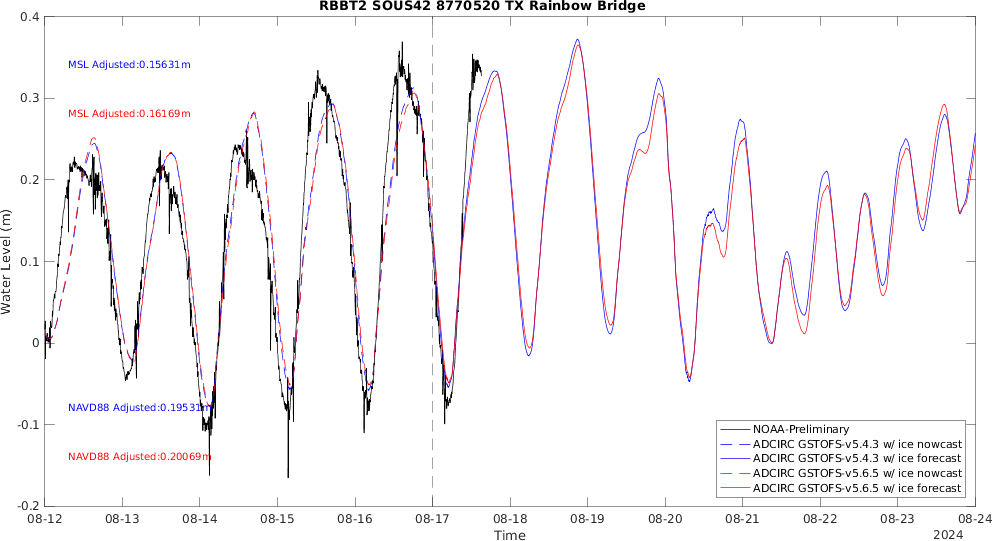 RBBT2 SOUS42 8770520 TX Rainbow Bridge
0.4
0.3
0.2
0.1
0
-0.1
-0.2
Water Level (m)
MSL Adjusted:0.15631m
MSL Adjusted:0.16169m
NAVD88 Adjusted:0.19531m
NAVD88 Adjusted:0.20069m
NOAA-Preliminary
ADCIRC GSTOFS-v5.4.3 w/ ice nowcast
ADCIRC GSTOFS-v5.4.3 w/ ice forecast
ADCIRC GSTOFS-v5.6.5 w/ ice nowcast
ADCIRC GSTOFS-v5.6.5 w/ ice forecast
08-12 08-13 08-14 08-15 08-16 08-17 08-18 08-19 08-20 08-21 08-22 08-23 08-24
Time
2024